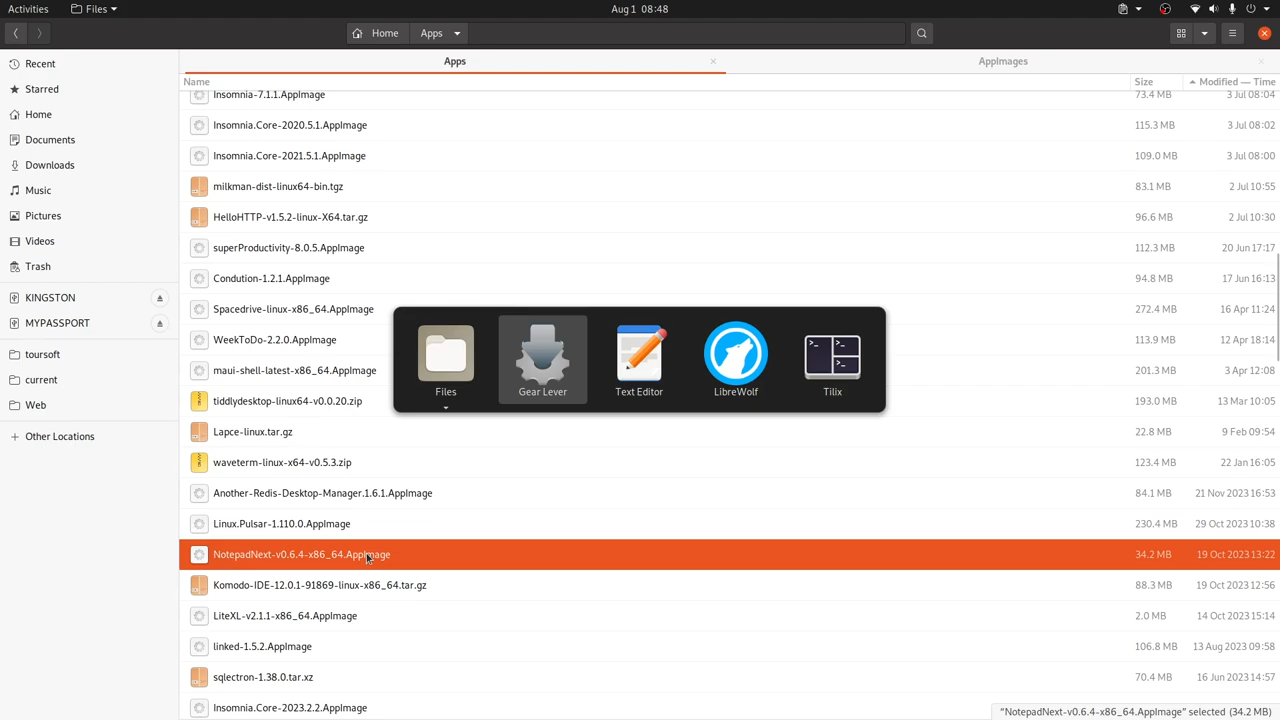 Activities
Files
Aug 1 08:48
Home
Apps
Apps
AppImages
Name
Size
Modified — Time
Recent
Starred
Home
Documents
Downloads
Music
Pictures
Videos
Trash
KINGSTON
MYPASSPORT
toursoft
current
Web
Other Locations
Insomnia-7.1.1.AppImage 73.4 MB 3 Jul 08:04
Insomnia.Core-2020.5.1.AppImage 115.3 MB 3 Jul 08:02
Insomnia.Core-2021.5.1.AppImage 109.0 MB 3 Jul 08:00
milkman-dist-linux64-bin.tgz 83.1 MB 2 Jul 10:55
HelloHTTP-v1.5.2-linux-X64.tar.gz 96.6 MB 2 Jul 10:30
superProductivity-8.0.5.AppImage 112.3 MB 20 Jun 17:17
Condution-1.2.1.AppImage 94.8 MB 17 Jun 16:13
Spacedrive-linux-x86_64.AppImage 272.4 MB 16 Apr 11:24
WeekToDo-2.2.0.AppImage 113.9 MB 12 Apr 18:14
maui-shell-latest-x86_64.AppImage 201.3 MB 3 Apr 12:08
tiddlydesktop-linux64-v0.0.20.zip 193.0 MB 13 Mar 10:05
Lapce-linux.tar.gz 22.8 MB 9 Feb 09:54
waveterm-linux-x64-v0.5.3.zip 123.4 MB 22 Jan 16:05
Another-Redis-Desktop-Manager.1.6.1.AppImage 84.1 MB 21 Nov 2023 16:53
Linux.Pulsar-1.110.0.AppImage 230.4 MB 29 Oct 2023 10:38
NotepadNext-v0.6.4-x86_64.AppImage 34.2 MB 19 Oct 2023 13:22
Komodo-IDE-12.0.1-91869-linux-x86_64.tar.gz 88.3 MB 19 Oct 2023 12:56
LiteXL-v2.1.1-x86_64.AppImage 2.0 MB 14 Oct 2023 15:14
linked-1.5.2.AppImage 106.8 MB 13 Aug 2023 09:58
sqlectron-1.38.0.tar.xz 70.4 MB 16 Jun 2023 14:57
Insomnia.Core-2023.2.2.AppImage
Files
Gear Lever
Text Editor
LibreWolf
Tilix
"NotepadNext-v0.6.4-x86_64.AppImage" selected (34.2 MB)